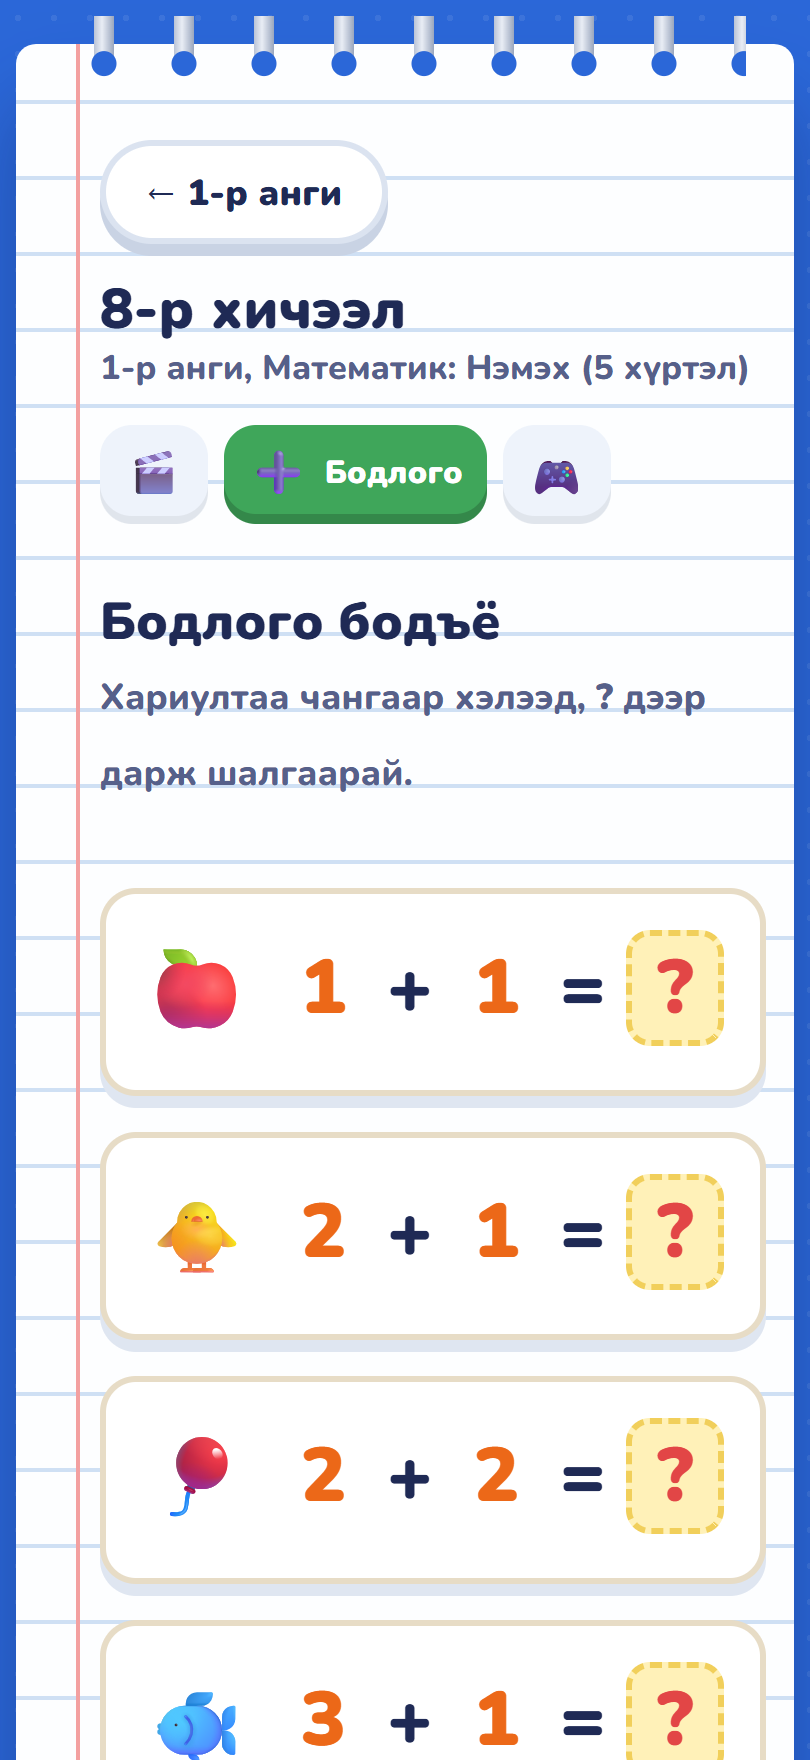 ← 1-р анги
8-р хичээл
1-р анги, Математик: Нэмэх (5 хүртэл)
Бодлого
Бодлого бодъё
Хариултаа чангаар хэлээд, ? дээр
дарж шалгаарай.
1 + 1 = ?
2 + 1 = ?
2 + 2 = ?
3 + 1 = ?